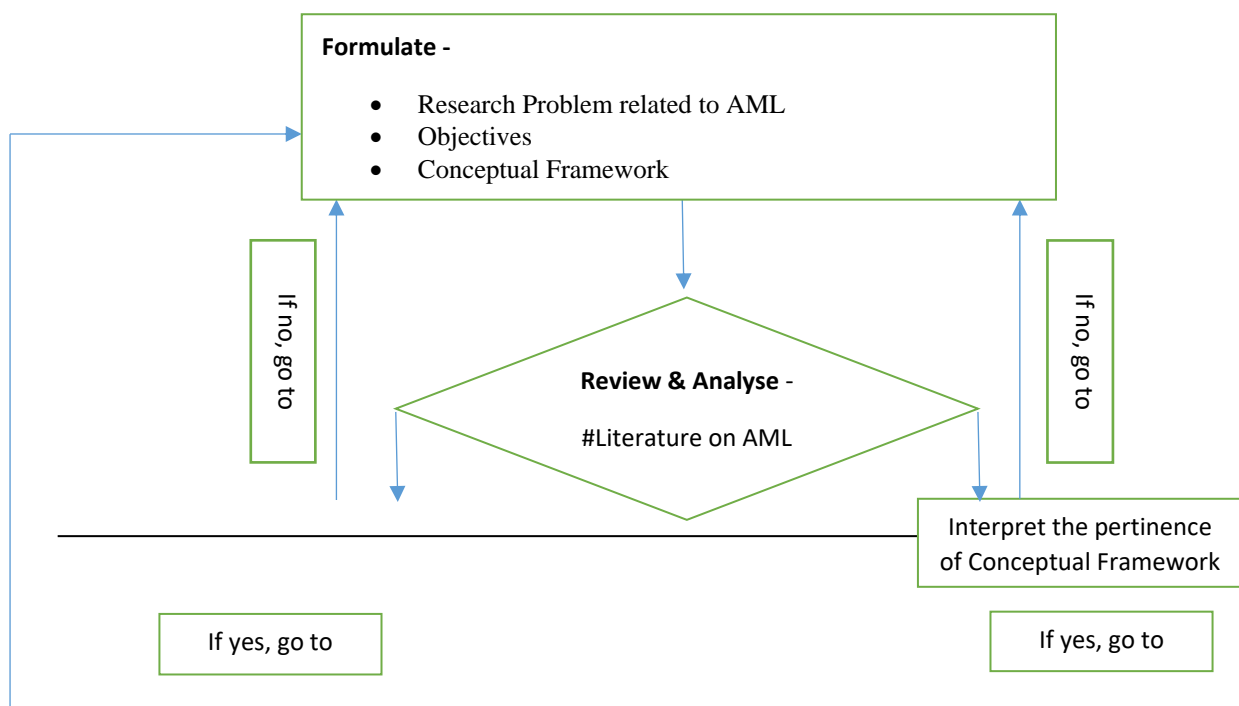 Formulate -
• Research Problem related to AML
• Objectives
• Conceptual Framework
If no, go to
If no, go to
Review & Analyse -
#Literature on AML
Interpret the pertinence
of Conceptual Framework
If yes, go to
If yes, go to